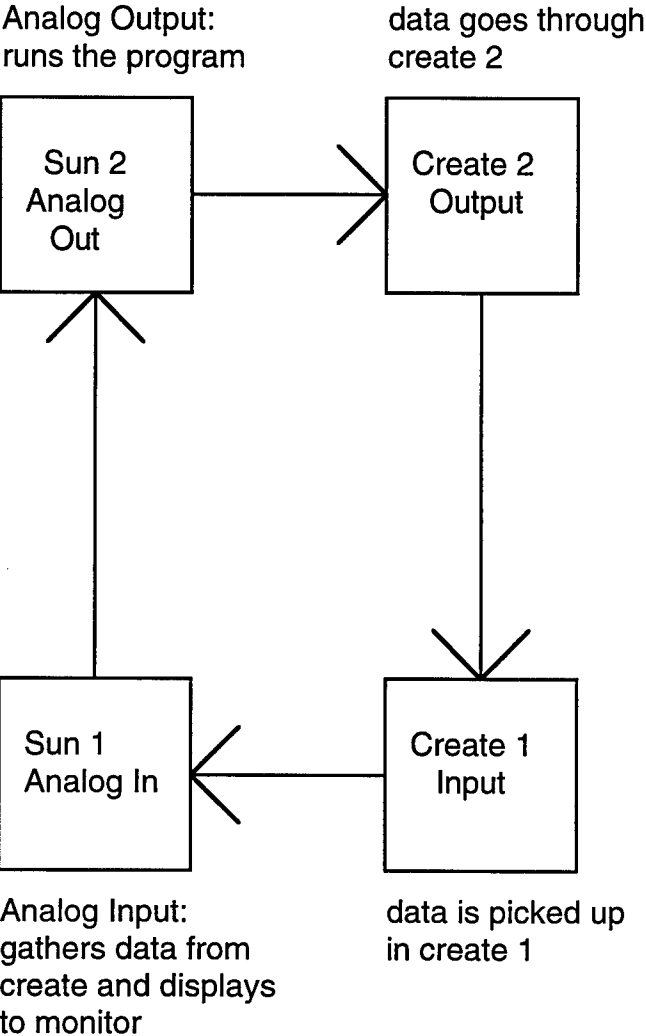 Analog Output:
runs the program
data goes through
create 2
Sun 2
Analog
Out
Create 2
Output
Sun 1
Analog In
Create 1
Input
Analog Input:
gathers data from
create and displays
to monitor
data is picked up
in create 1